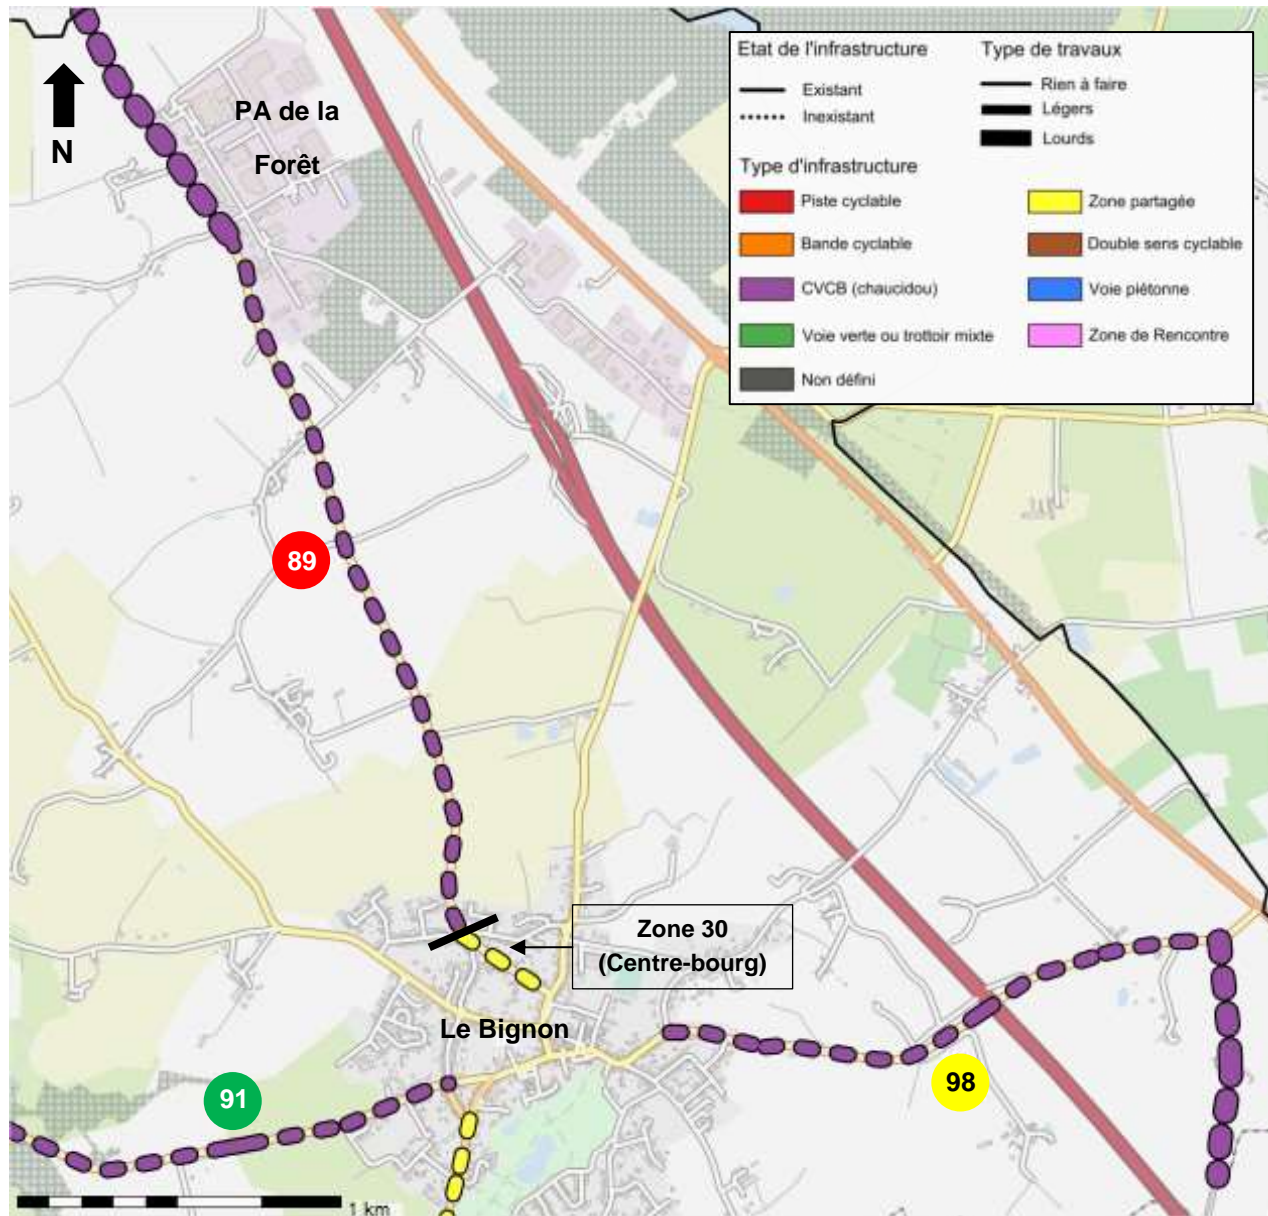 N
PA de la
Forêt
Etat de l'infrastructure
Existant
Inexistant
Type de travaux
Rien à faire
Légers
Lourds
Type d'infrastructure
Piste cyclable
Bande cyclable
CVCB (chaucidou)
Voie verte ou trottoir mixte
Non défini
Zone partagée
Double sens cyclable
Voie piétonne
Zone de Rencontre
89
Zone 30
(Centre-bourg)
Le Bignon
98
91
1 km